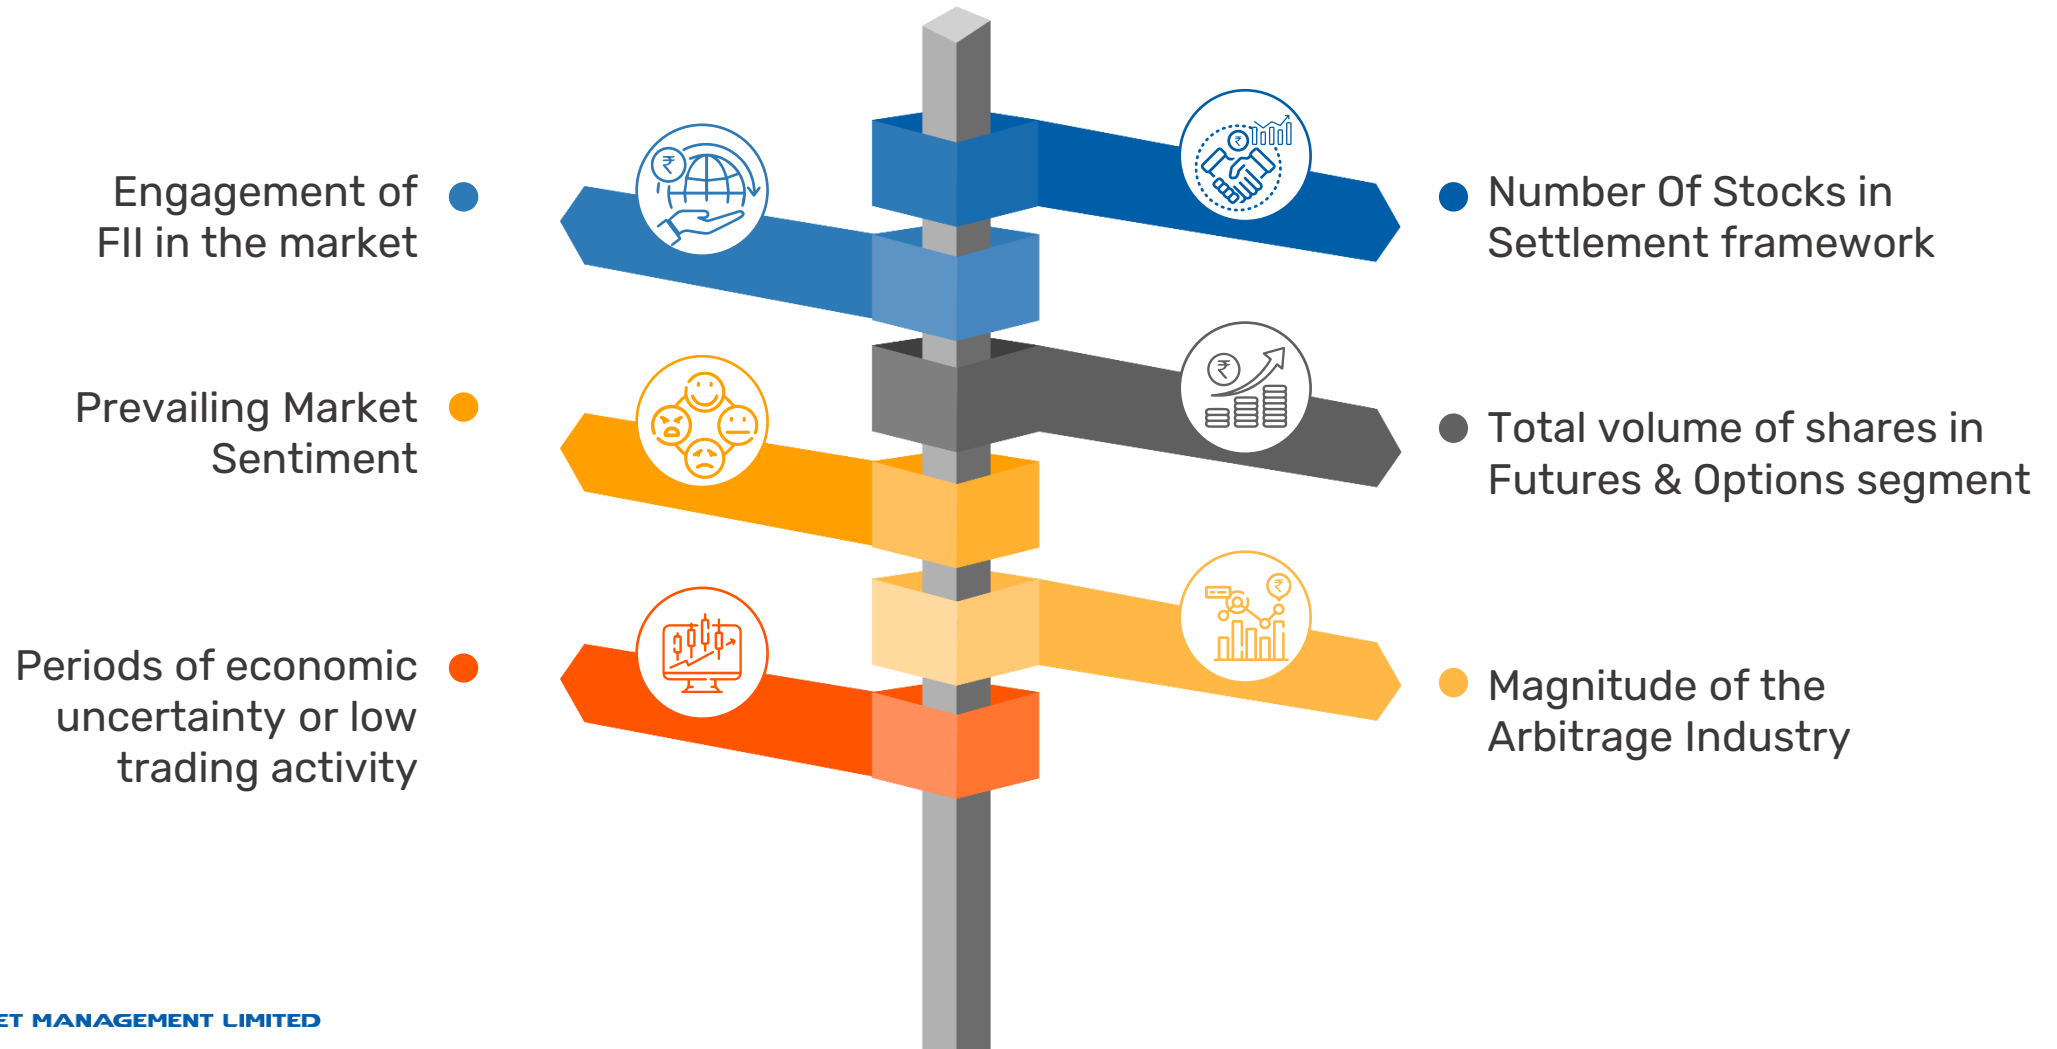 Engagement of
FII in the market
Number Of Stocks in
Settlement framework
Prevailing Market
Sentiment
Total volume of shares in
Futures & Options segment
Periods of economic
uncertainty or low
trading activity
Magnitude of the
Arbitrage Industry
MANAGEMENT LIMITED